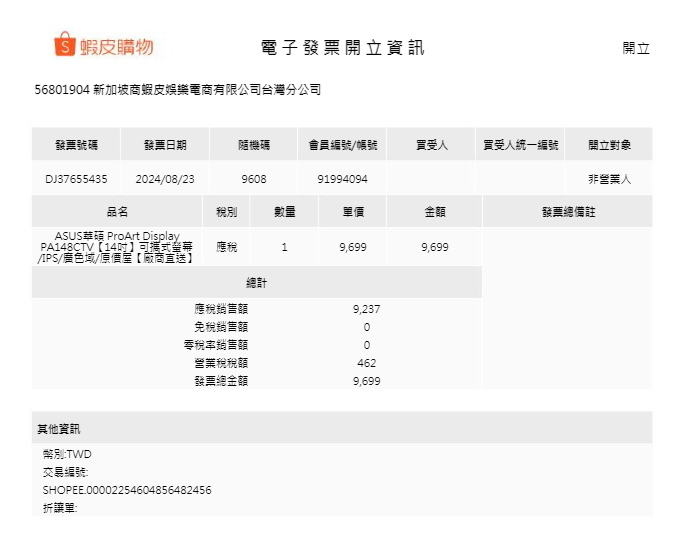 蝦皮購物
電子發票開立資訊
開立
56801904 新加坡商蝦皮娛樂電商有限公司台灣分公司
發票號碼 發票日期 隨機碼 會員編號/帳號 買受人 買受人統一編號 開立對象
DJ37655435 2024/08/23 9608 91994094 非營業人
品名 稅別 數量 單價 金額 發票總備註
ASUS華碩 ProArt Display
PA148CTV【14吋】可攜式螢幕 應稅 1 9,699 9,699
/IPS/廣色域/原價屋【廠商直送】
總計
應稅銷售額 9,237
免稅銷售額 0
零稅率銷售額 0
營業稅稅額 462
發票總金額 9,699
其他資訊
幣別:TWD
交易編號:
SHOPEE.00002254604856482456
折讓單: